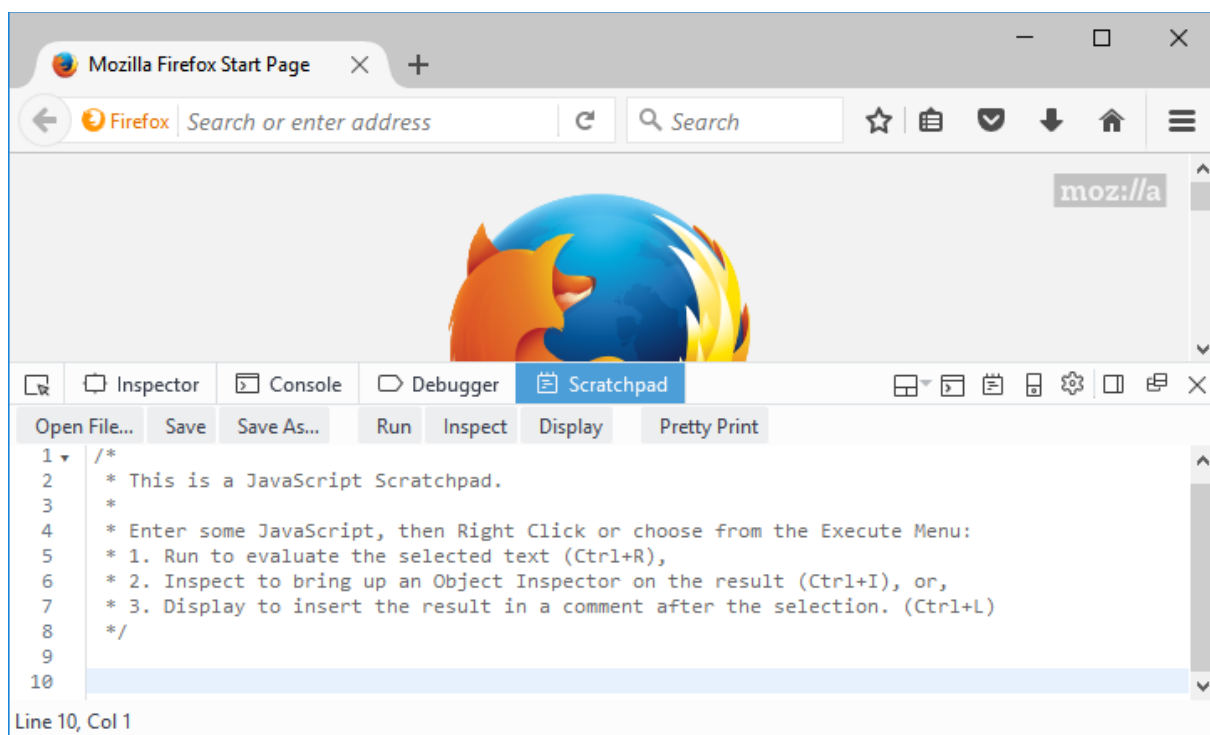 Mozilla Firefox Start Page
Firefox Search or enter address Search
moz://a
Inspector Console Debugger Scratchpad
Open File... Save Save As... Run Inspect Display Pretty Print
1 /*
2 * This is a JavaScript Scratchpad.
3 *
4 * Enter some JavaScript, then Right Click or choose from the Execute Menu:
5 * 1. Run to evaluate the selected text (Ctrl+R),
6 * 2. Inspect to bring up an Object Inspector on the result (Ctrl+I), or,
7 * 3. Display to insert the result in a comment after the selection. (Ctrl+L)
8 */
9
10
Line 10, Col 1